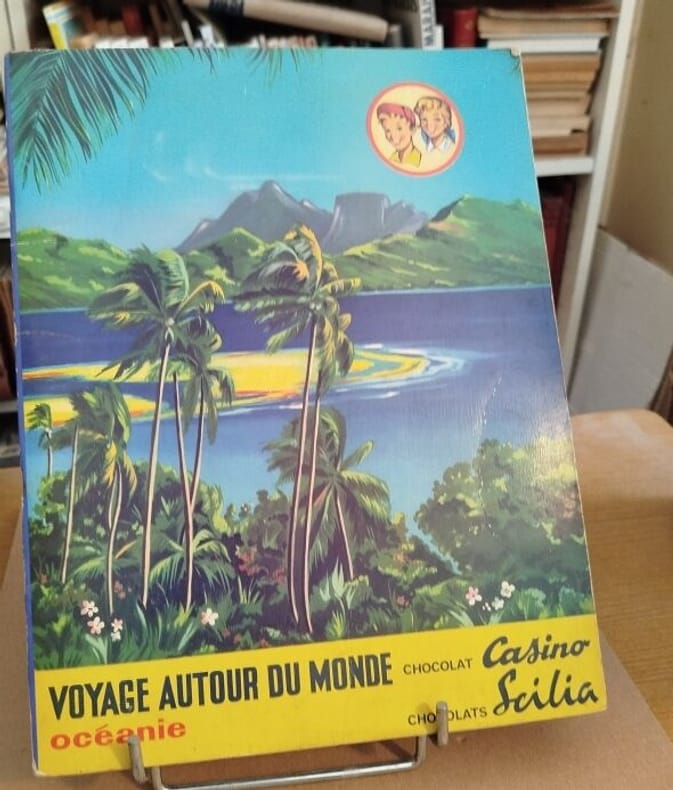 VOYAGE AUTOUR DU MONDE
océanie
CHOCOLAT Casino
CHOCOLATS Scilia